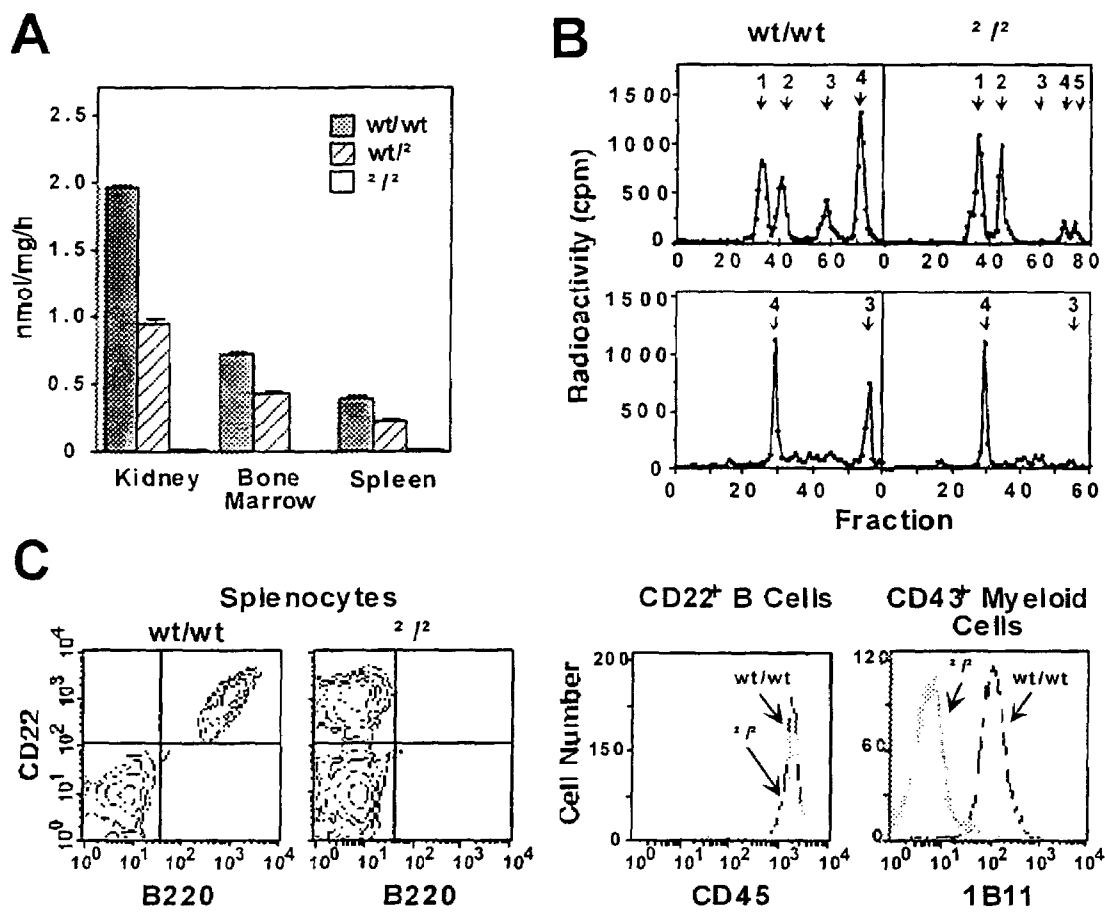 A
nmol/mg/h
2.5
2.0
1.5
1.0
0.5
0
wt/wt
wt/²
²/²
Kidney
Bone
Marrow
Spleen
B
wt/wt
²/²
Radioactivity (cpm)
1500
1000
500
0
1 2 3 4
1 2 3 4 5
0 20 40 60 0 20 40 60 80
1500
1000
500
0
4 3
4 3
0 20 40 0 20 40 60
Fraction
C
Splenocytes
wt/wt
²/²
CD22
10⁴
10³
10²
10¹
10⁰
10⁰ 10¹ 10² 10³ 10⁴
10⁰ 10¹ 10² 10³ 10⁴
B220
B220
CD22⁺ B Cells
Cell Number
200
150
0
wt/wt
²/²
10⁰ 10¹ 10² 10³ 10⁴
CD45
CD43⁺ Myeloid
Cells
120
60
0
²/²
wt/wt
10⁰ 10¹ 10² 10³ 10⁴
1B11